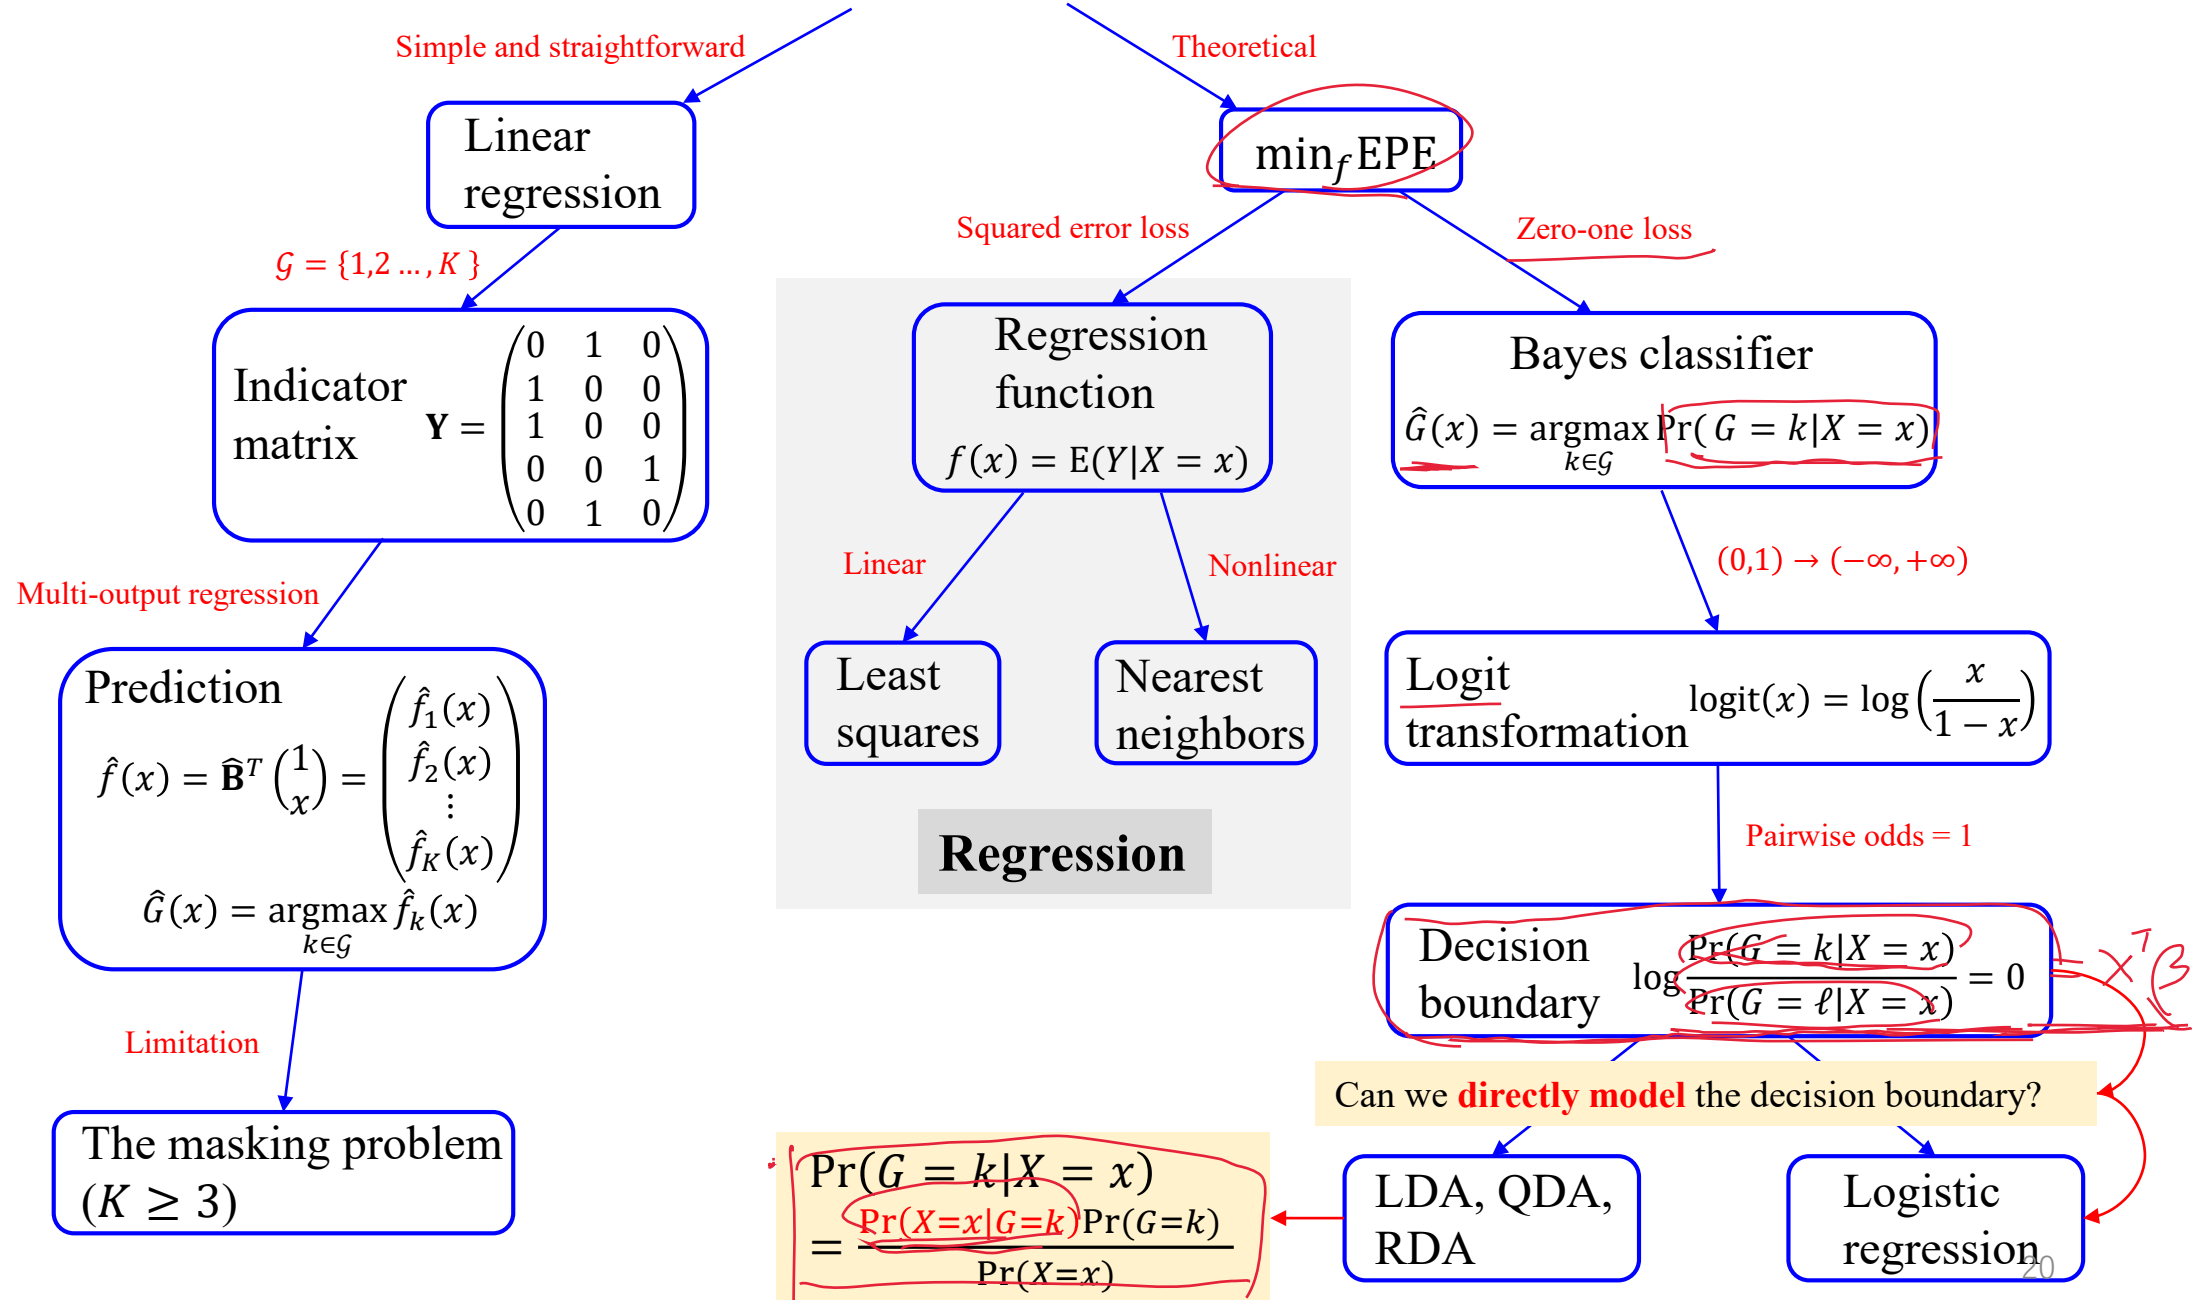 Simple and straightforward
Theoretical
Linear
regression
min_f EPE
𝒢 = {1,2 … , K }
Squared error loss
Zero-one loss
Indicator
matrix
Y = ( 0 1 0
1 0 0
1 0 0
0 0 1
0 1 0 )
Regression
function
f(x) = E(Y|X = x)
Bayes classifier
Ĝ(x) = argmax Pr( G = k|X = x)
k∈𝒢
Multi-output regression
Linear
Nonlinear
(0,1) → (−∞, +∞)
Prediction
f̂(x) = B̂ᵀ (1 x) = ( f̂₁(x)
f̂₂(x)
⋮
f̂_K(x) )
Ĝ(x) = argmax f̂_k(x)
k∈𝒢
Least
squares
Nearest
neighbors
Logit
transformation
logit(x) = log ( x / 1 − x )
Regression
Pairwise odds = 1
Decision
boundary
log Pr(G = k|X = x) / Pr(G = ℓ|X = x) = 0
= xᵀβ
Limitation
The masking problem
(K ≥ 3)
Can we directly model the decision boundary?
Pr(G = k|X = x)
= Pr(X=x|G=k)Pr(G=k) / Pr(X=x)
LDA, QDA,
RDA
Logistic
regression
20